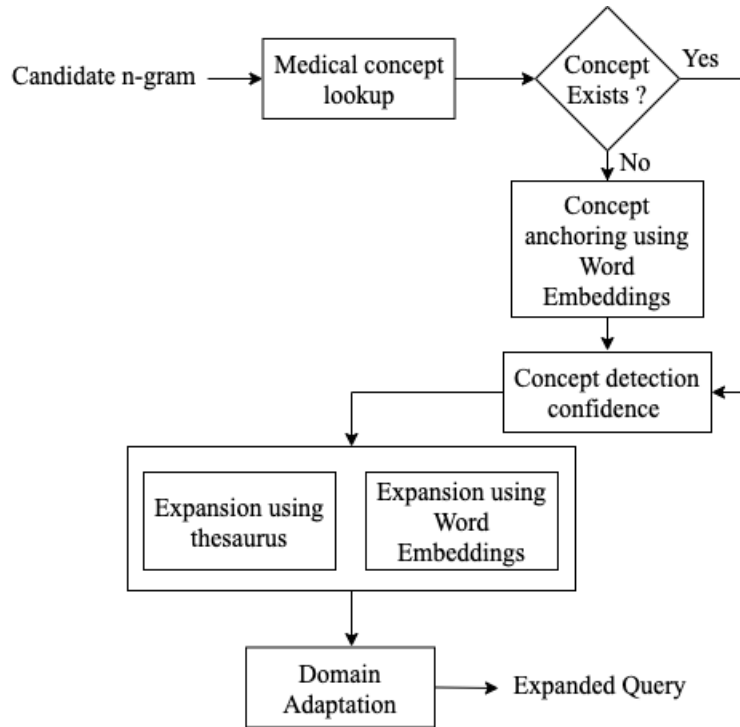 Candidate n-gram
Medical concept
lookup
Concept
Exists ?
Yes
No
Concept
anchoring using
Word
Embeddings
Concept detection
confidence
Expansion using
thesaurus
Expansion using
Word
Embeddings
Domain
Adaptation
Expanded Query